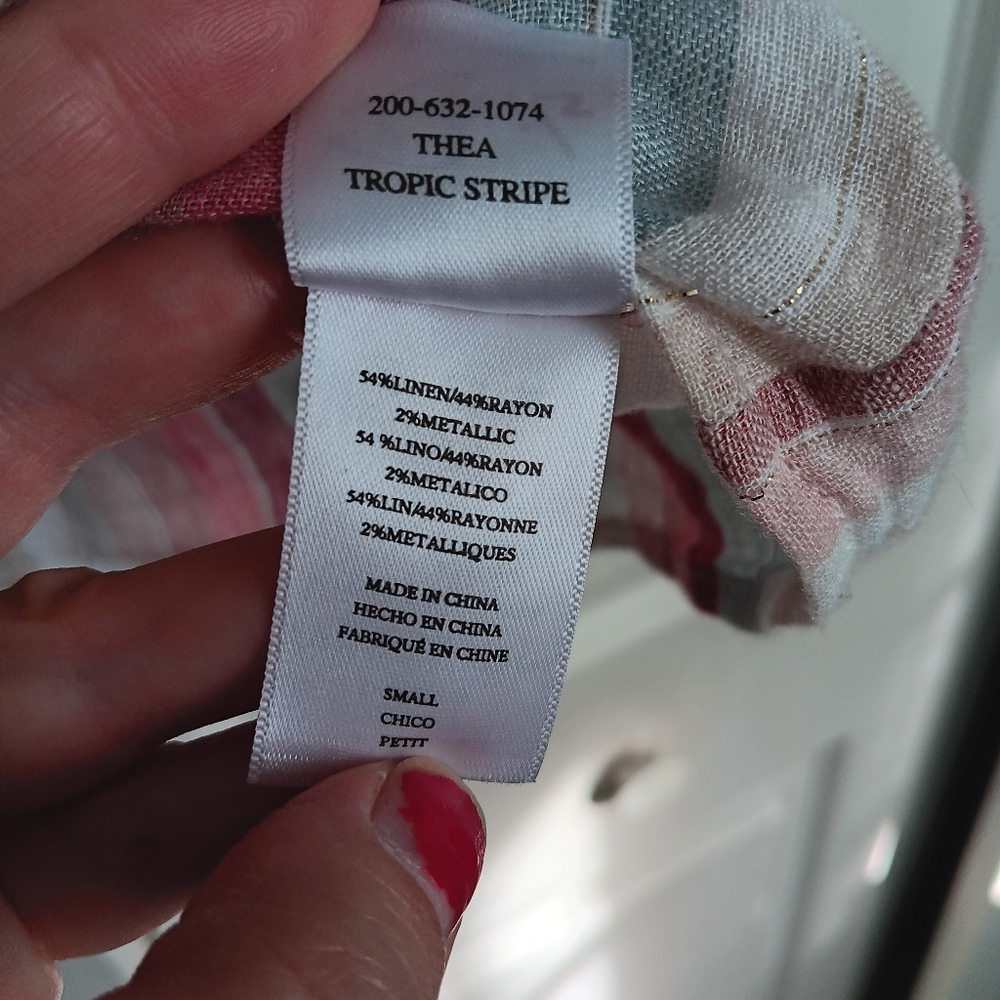 200-632-1074
THEA
TROPIC STRIPE
54%LINEN/44%RAYON
2%METALLIC
54 %LINO/44%RAYON
2%METALICO
54%LIN/44%RAYONNE
2%METALLIQUES
MADE IN CHINA
HECHO EN CHINA
FABRIQUÉ EN CHINE
SMALL
CHICO
PETIT